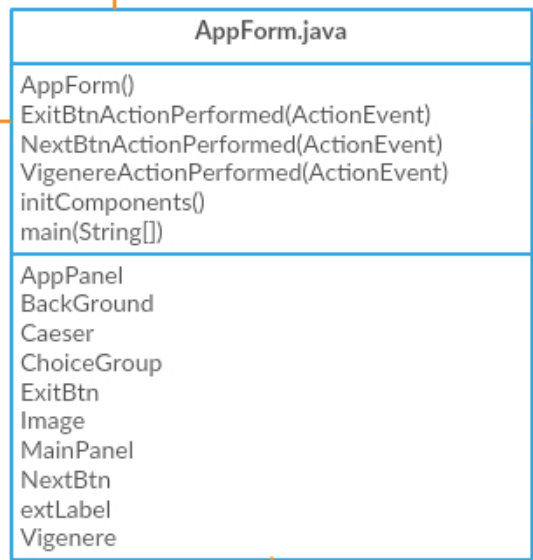 AppForm.java
AppForm()
ExitBtnActionPerformed(ActionEvent)
NextBtnActionPerformed(ActionEvent)
VigenereActionPerformed(ActionEvent)
initComponents()
main(String[])
AppPanel
BackGround
Caeser
ChoiceGroup
ExitBtn
Image
MainPanel
NextBtn
extLabel
Vigenere